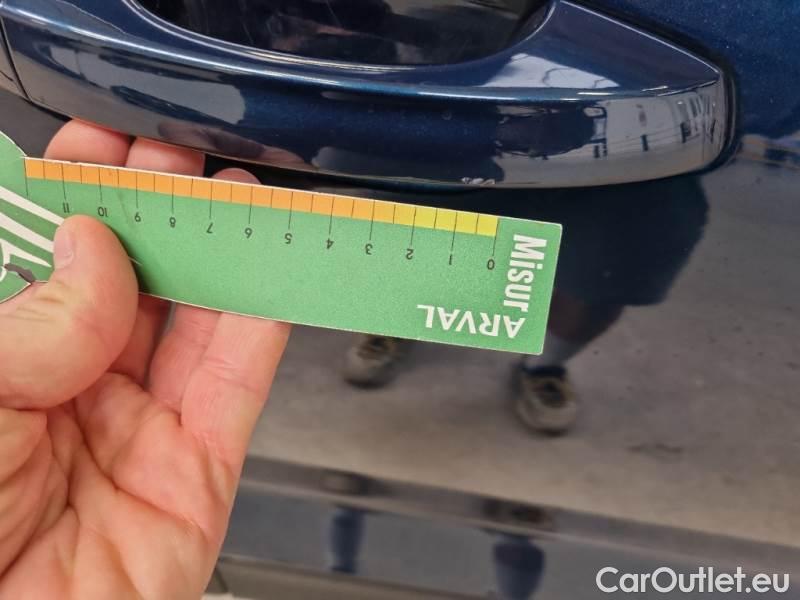 11 10 9 8 7 6 5 4 3 2 1 0
Misur
ARVAL
CarOutlet.eu